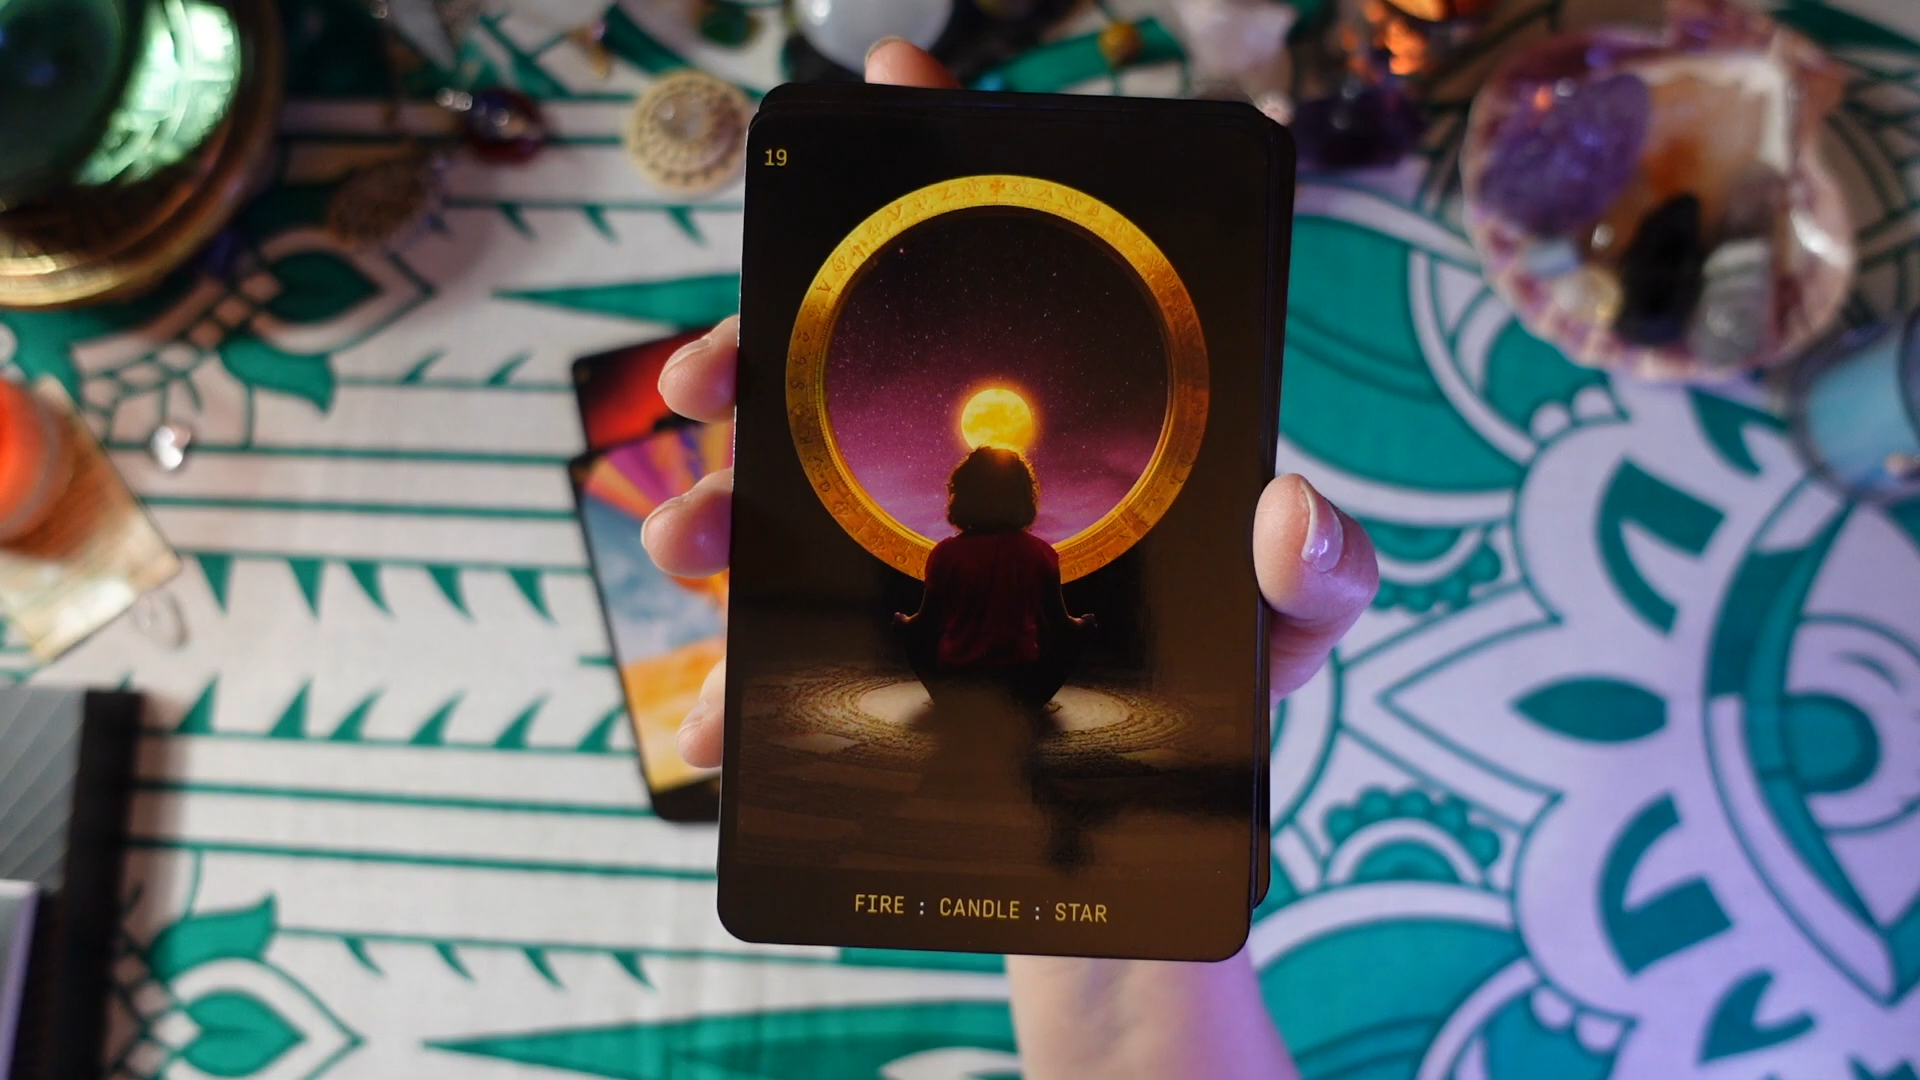 19
FIRE : CANDLE : STAR